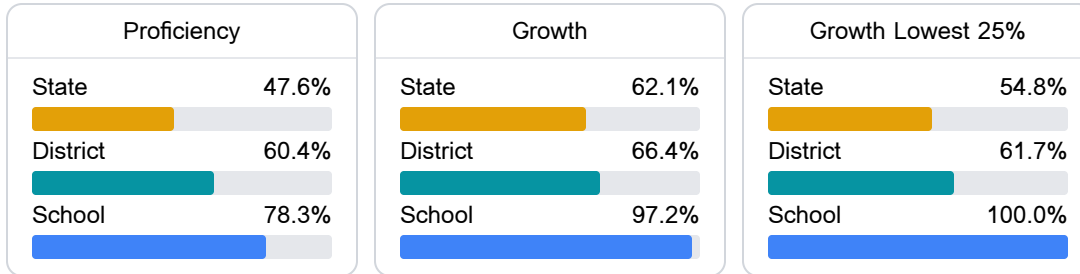 Proficiency
State 47.6%
District 60.4%
School 78.3%
Growth
State 62.1%
District 66.4%
School 97.2%
Growth Lowest 25%
State 54.8%
District 61.7%
School 100.0%